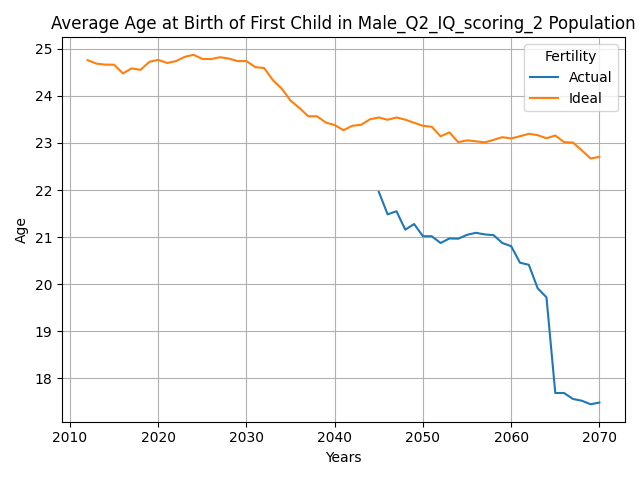 Average Age at Birth of First Child in Male_Q2_IQ_scoring_2 Population
Fertility
Actual
Ideal
Age
25
24
23
22
21
20
19
18
2010 2020 2030 2040 2050 2060 2070
Years